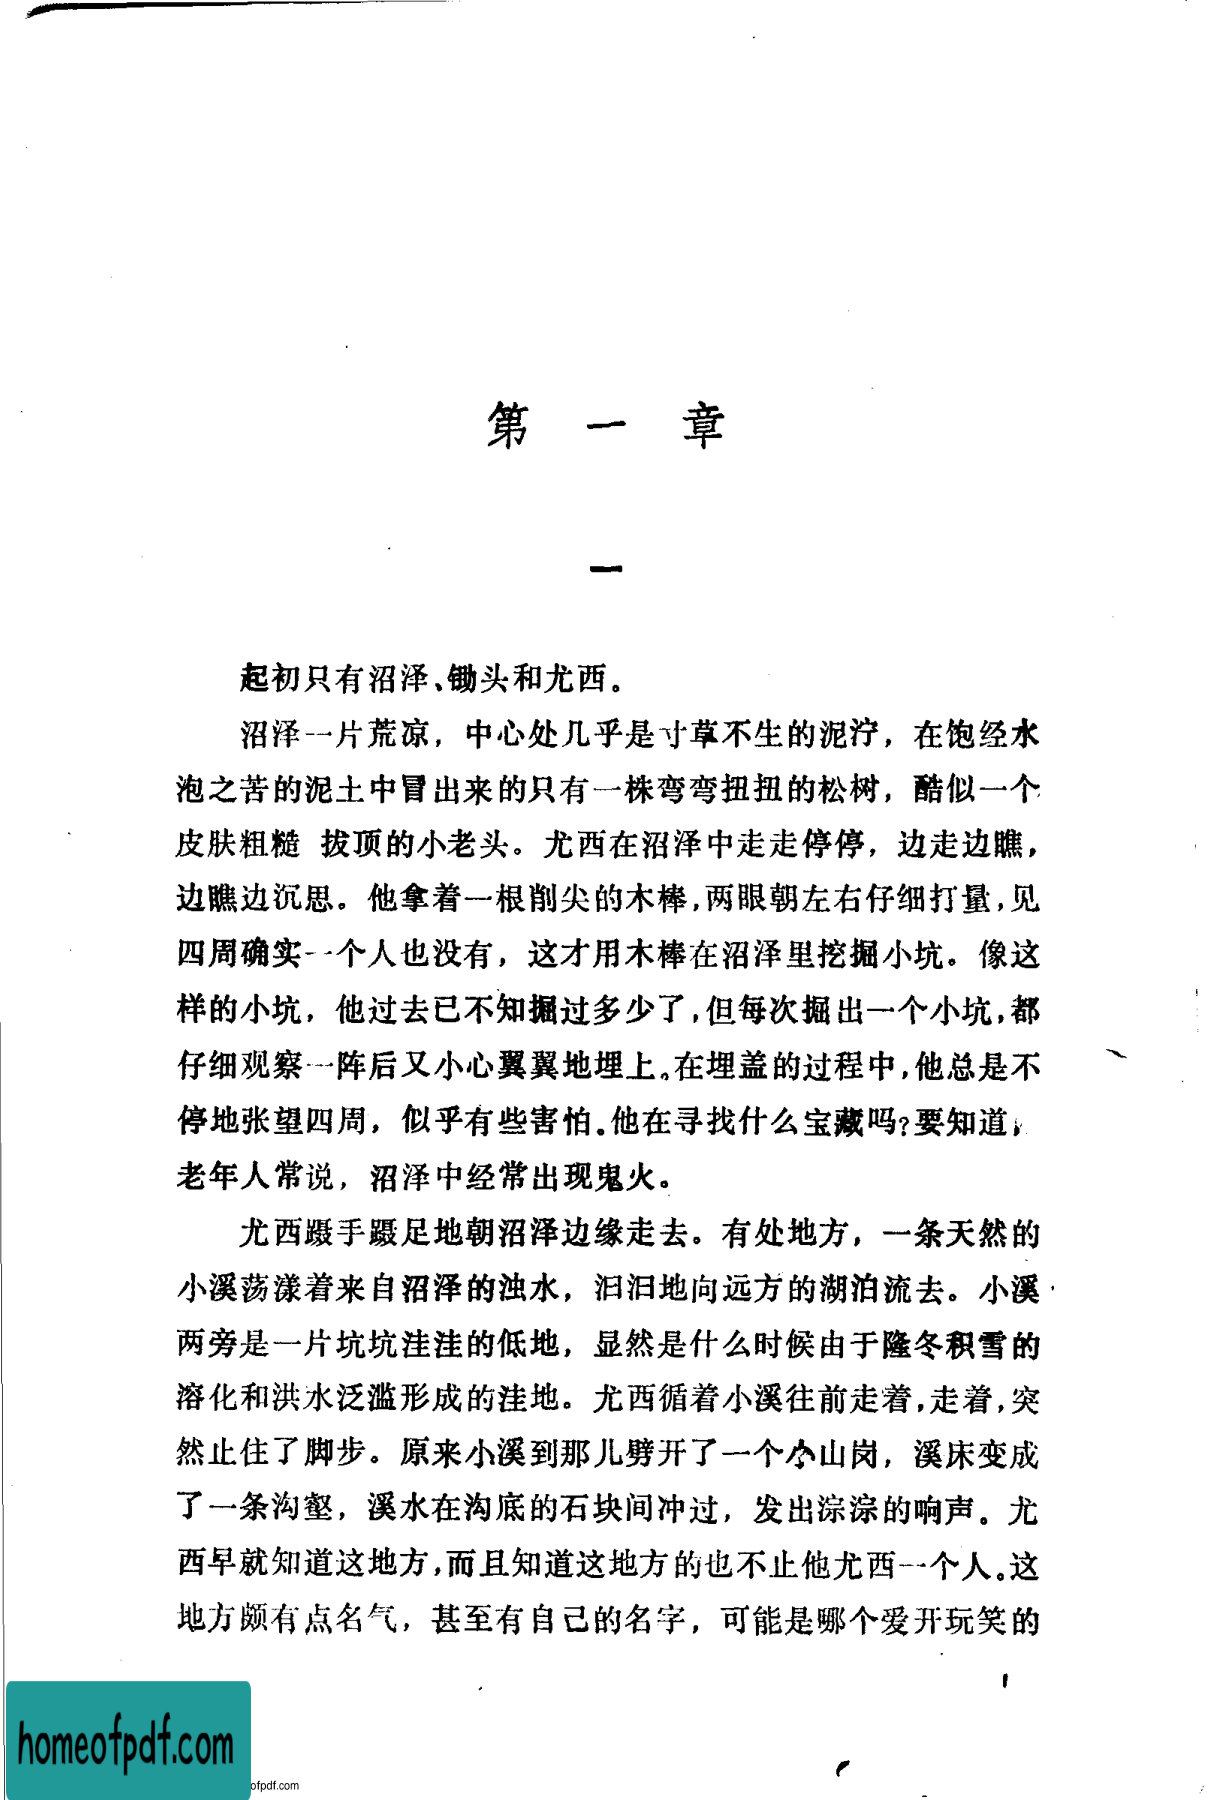 第一章
一
起初只有沼泽、锄头和尤西。
沼泽一片荒凉，中心处几乎是寸草不生的泥泞，在饱经水
泡之苦的泥土中冒出来的只有一株弯弯扭扭的松树，酷似一个
皮肤粗糙 拔顶的小老头。尤西在沼泽中走走停停，边走边瞧，
边瞧边沉思。他拿着一根削尖的木棒，两眼朝左右仔细打量，见
四周确实一个人也没有，这才用木棒在沼泽里挖掘小坑。像这
样的小坑，他过去已不知掘过多少了，但每次掘出一个小坑，都
仔细观察一阵后又小心翼翼地埋上。在埋盖的过程中，他总是不
停地张望四周，似乎有些害怕。他在寻找什么宝藏吗？要知道，
老年人常说，沼泽中经常出现鬼火。
尤西蹑手蹑足地朝沼泽边缘走去。有处地方，一条天然的
小溪荡漾着来自沼泽的浊水，汩汩地向远方的湖泊流去。小溪
两旁是一片坑坑洼洼的低地，显然是什么时候由于隆冬积雪的
溶化和洪水泛滥形成的洼地。尤西循着小溪往前走着，走着，突
然止住了脚步。原来小溪到那儿劈开了一个小山岗，溪床变成
了一条沟壑，溪水在沟底的石块间冲过，发出淙淙的响声。尤
西早就知道这地方，而且知道这地方的也不止他尤西一个人。这
地方颇有点名气，甚至有自己的名字，可能是哪个爱开玩笑的
1
homeofpdf.com
ofpdf.com